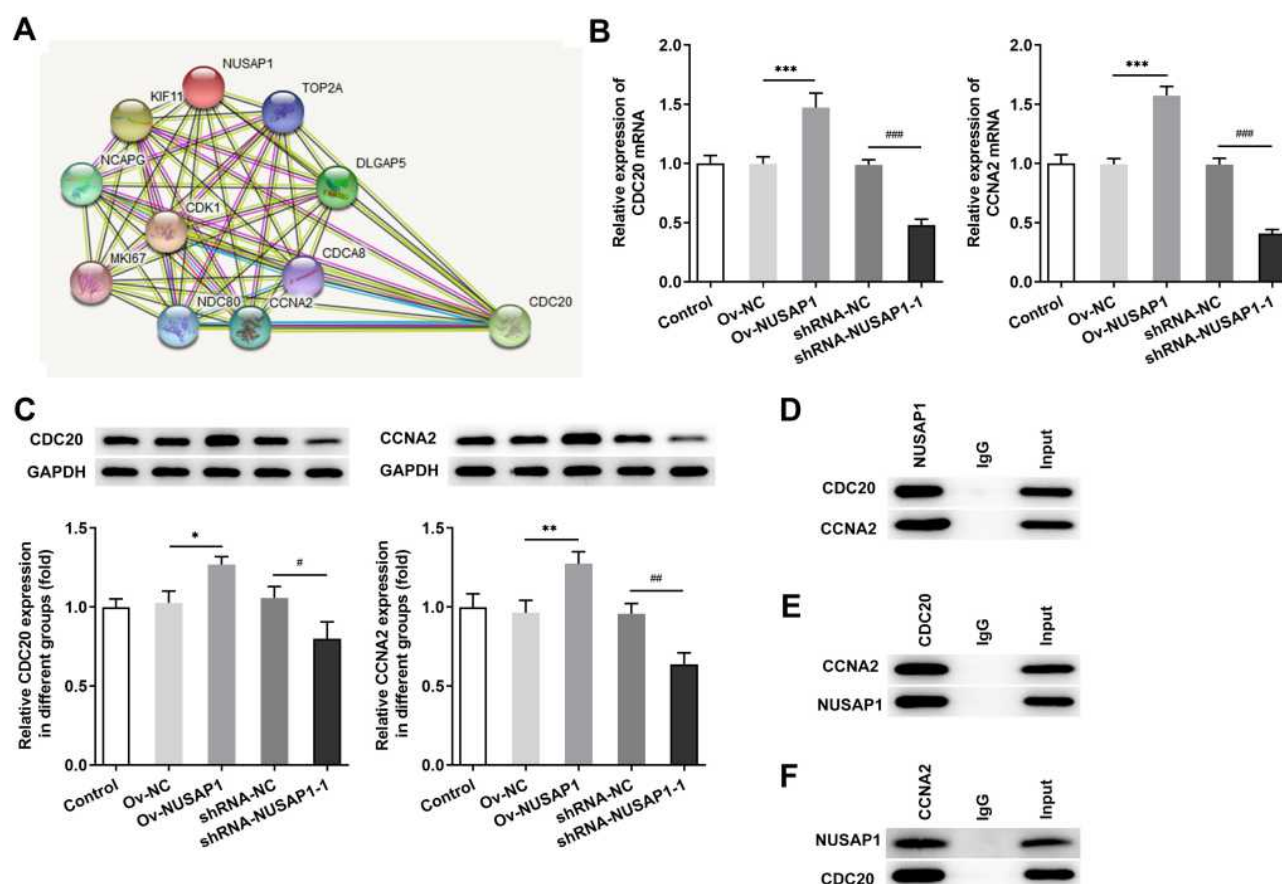 A
NUSAP1
KIF11
TOP2A
NCAPG
DLGAP5
CDK1
CDCA8
MKI67
NDC80
CCNA2
CDC20
B
Relative expression of
CDC20 mRNA
2.0
1.5
1.0
0.5
0.0
***
###
Control
Ov-NC
Ov-NUSAP1
shRNA-NC
shRNA-NUSAP1-1
Relative expression of
CCNA2 mRNA
2.0
1.5
1.0
0.5
0.0
***
###
Control
Ov-NC
Ov-NUSAP1
shRNA-NC
shRNA-NUSAP1-1
C
CDC20
GAPDH
CCNA2
GAPDH
Relative CDC20 expression
in different groups (fold)
1.5
1.0
0.5
0.0
*
#
Control
Ov-NC
Ov-NUSAP1
shRNA-NC
shRNA-NUSAP1-1
Relative CCNA2 expression
in different groups (fold)
1.5
1.0
0.5
0.0
**
##
Control
Ov-NC
Ov-NUSAP1
shRNA-NC
shRNA-NUSAP1-1
D
NUSAP1
IgG
Input
CDC20
CCNA2
E
CDC20
IgG
Input
CCNA2
NUSAP1
F
CCNA2
IgG
Input
NUSAP1
CDC20